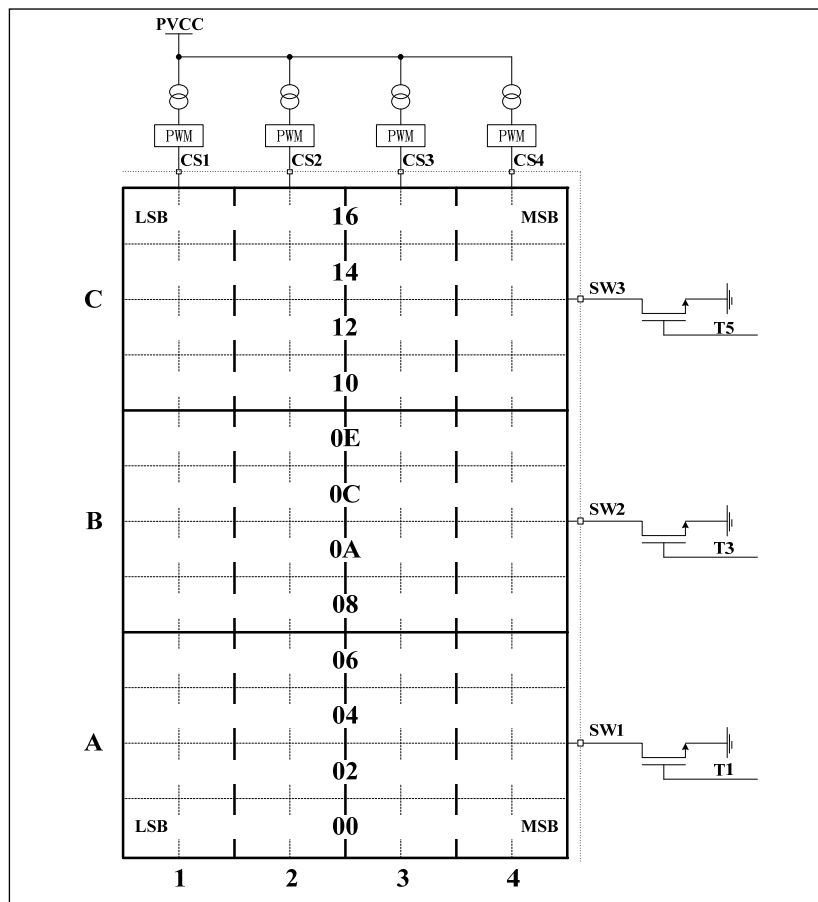 PVCC
PWM PWM PWM PWM
CS1 CS2 CS3 CS4
LSB 16 MSB
14
C SW3
12 T5
10
0E
0C
B SW2
0A T3
08
06
04
A SW1
02 T1
LSB 00 MSB
1 2 3 4